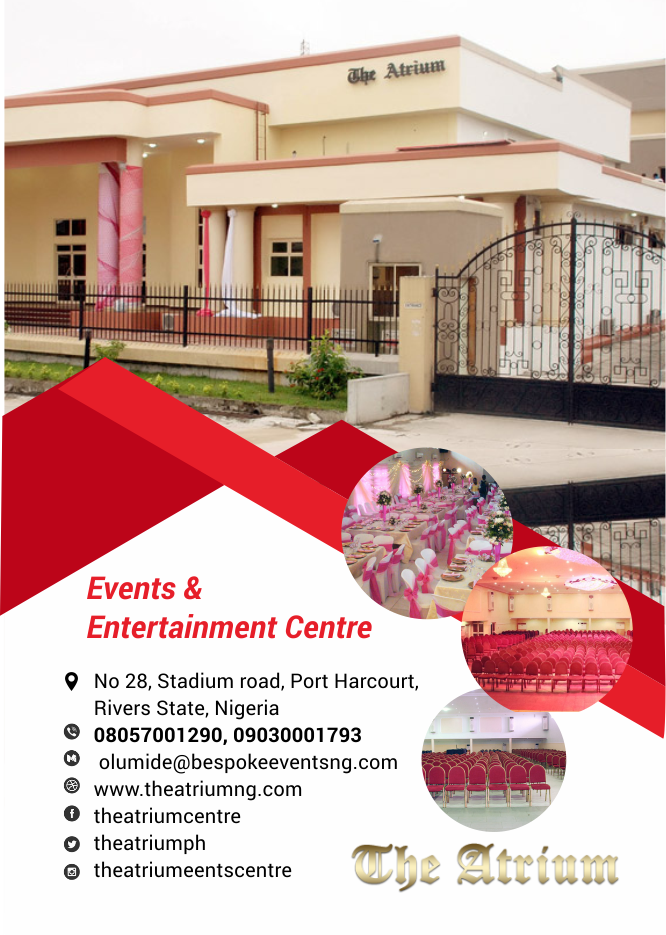 The Atrium
Events &
Entertainment Centre
No 28, Stadium road, Port Harcourt,
Rivers State, Nigeria
08057001290, 09030001793
olumide@bespokeeventsng.com
www.theatriumng.com
theatriumcentre
theatriumph
theatriumeentscentre
The Atrium